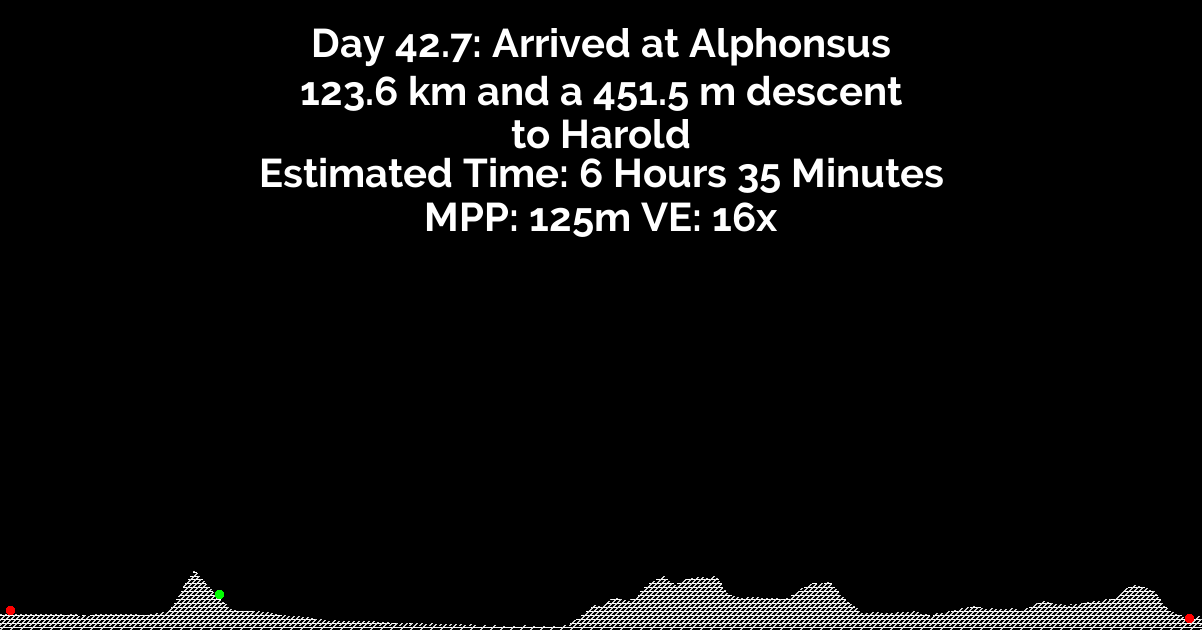 Day 42.7: Arrived at Alphonsus
123.6 km and a 451.5 m descent
to Harold
Estimated Time: 6 Hours 35 Minutes
MPP: 125m VE: 16x